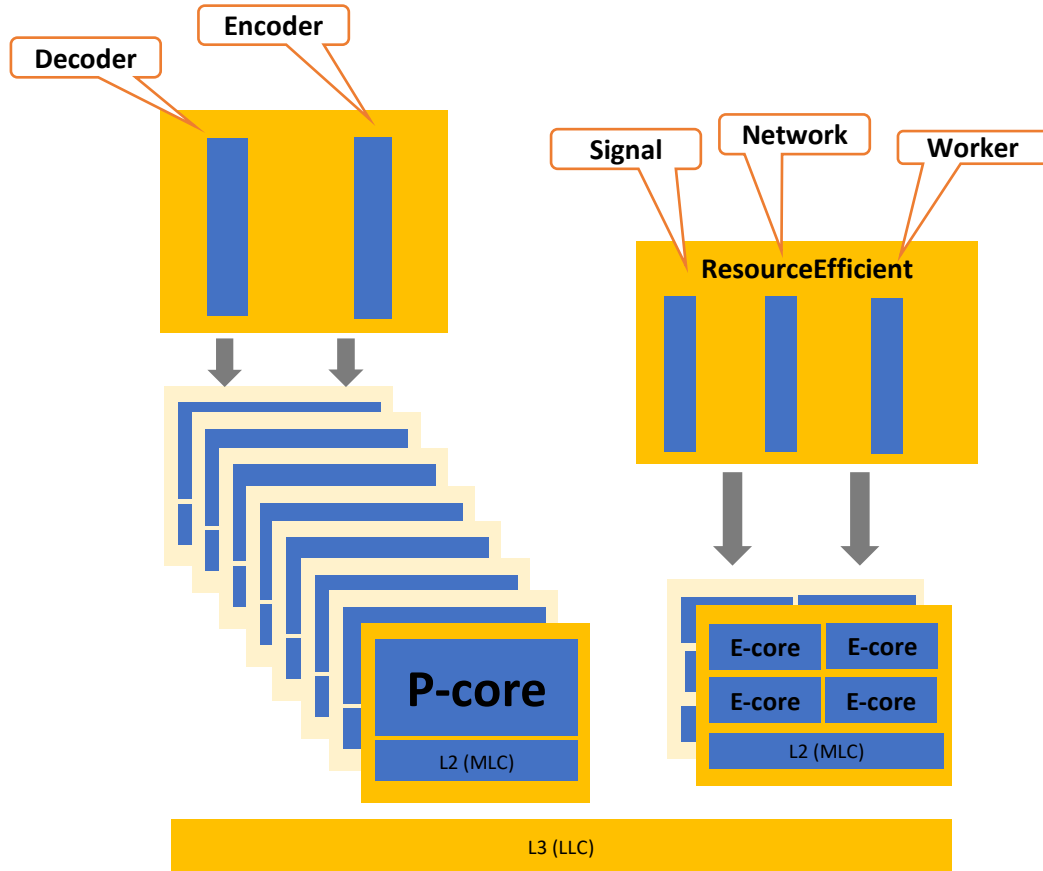 Decoder
Encoder
Signal
Network
Worker
ResourceEfficient
P-core
L2 (MLC)
E-core
E-core
E-core
E-core
L2 (MLC)
L3 (LLC)